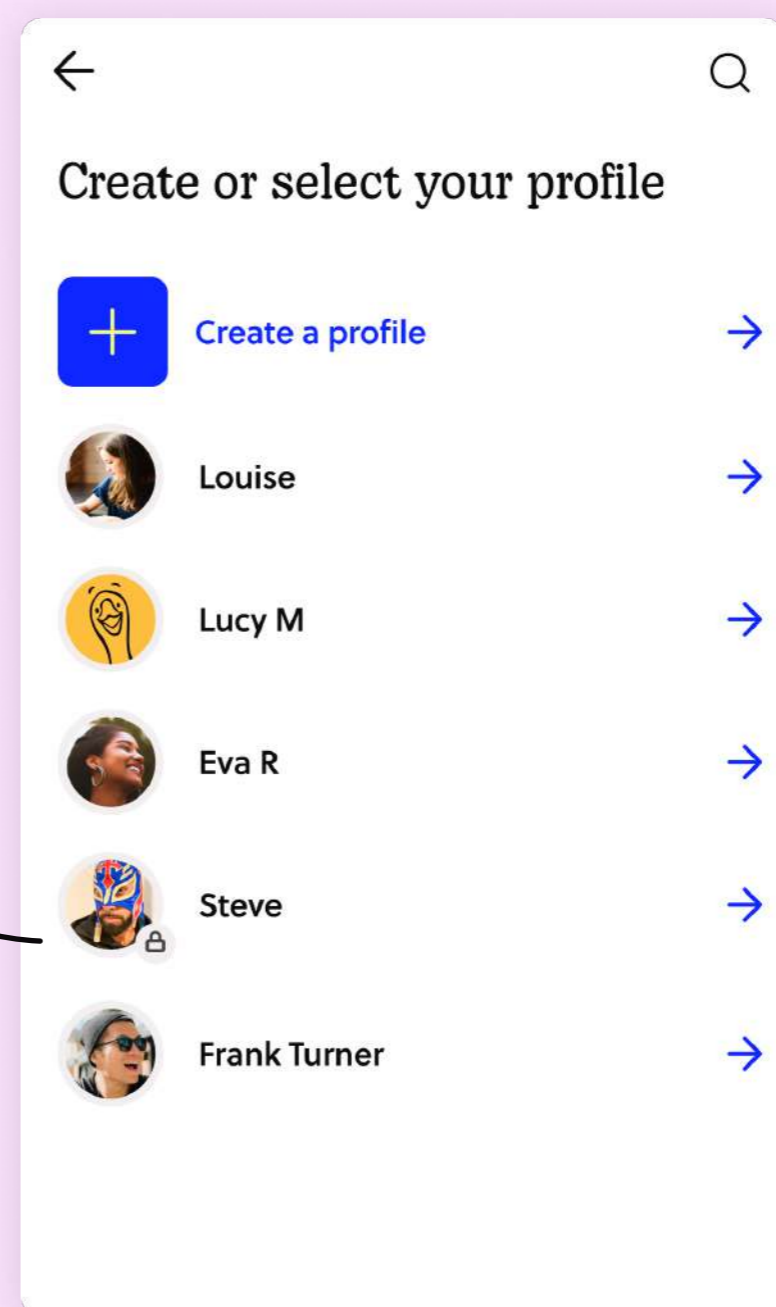 Create or select your profile
Create a profile
Louise
Lucy M
Eva R
Steve
Frank Turner